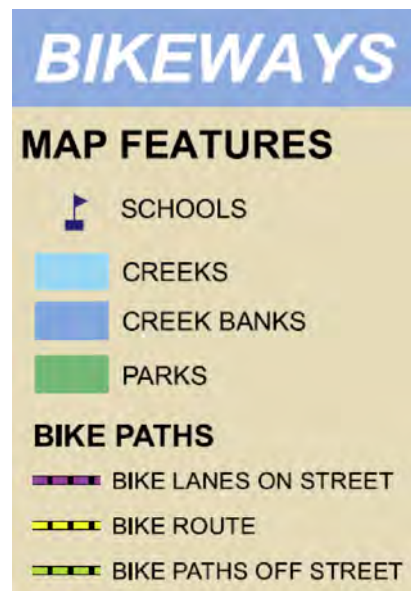 BIKEWAYS
MAP FEATURES
SCHOOLS
CREEKS
CREEK BANKS
PARKS
BIKE PATHS
BIKE LANES ON STREET
BIKE ROUTE
BIKE PATHS OFF STREET